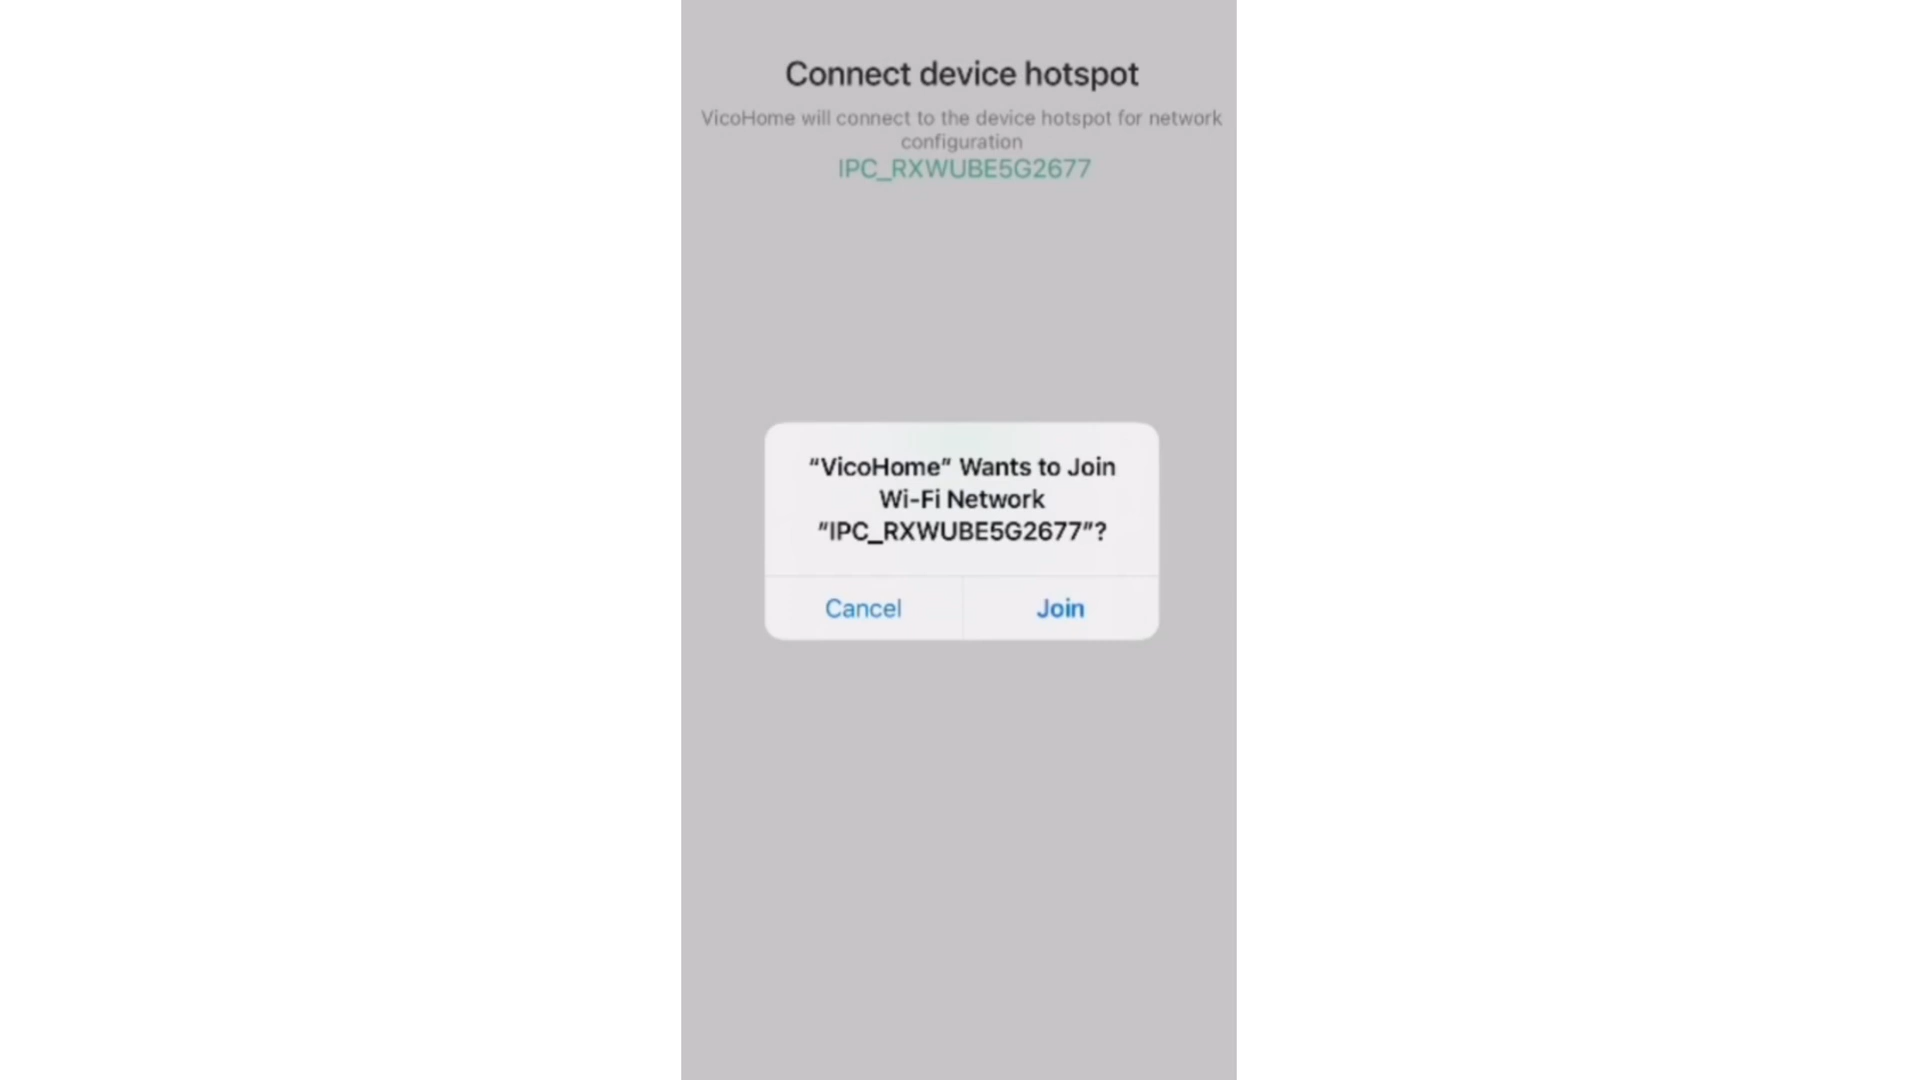 Connect device hotspot
VicoHome will connect to the device hotspot for network
configuration
IPC_RXWUBE5G2677
“VicoHome” Wants to Join
Wi-Fi Network
“IPC_RXWUBE5G2677”?
Cancel
Join